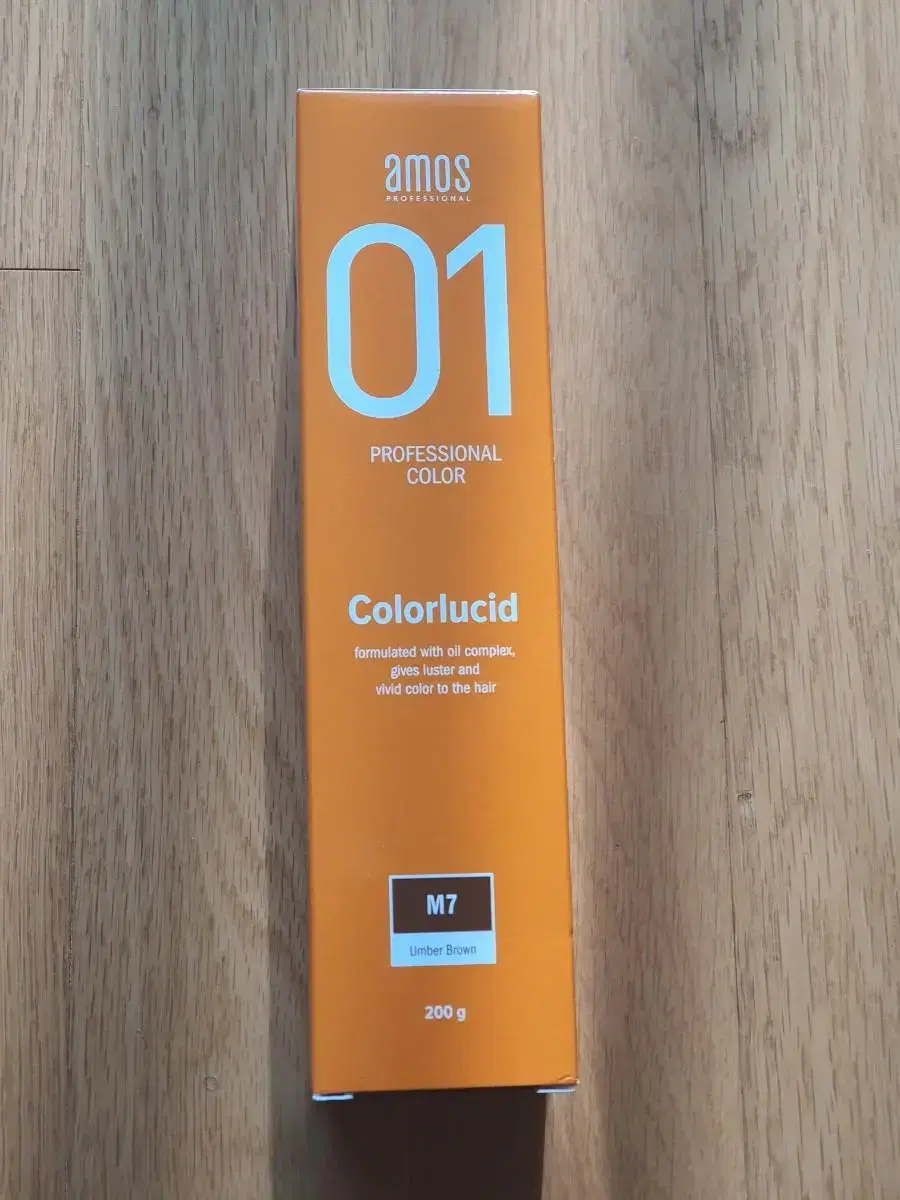 amos
PROFESSIONAL
01
PROFESSIONAL
COLOR
Colorlucid
formulated with oil complex,
gives luster and
vivid color to the hair
M7
Umber Brown
200 g